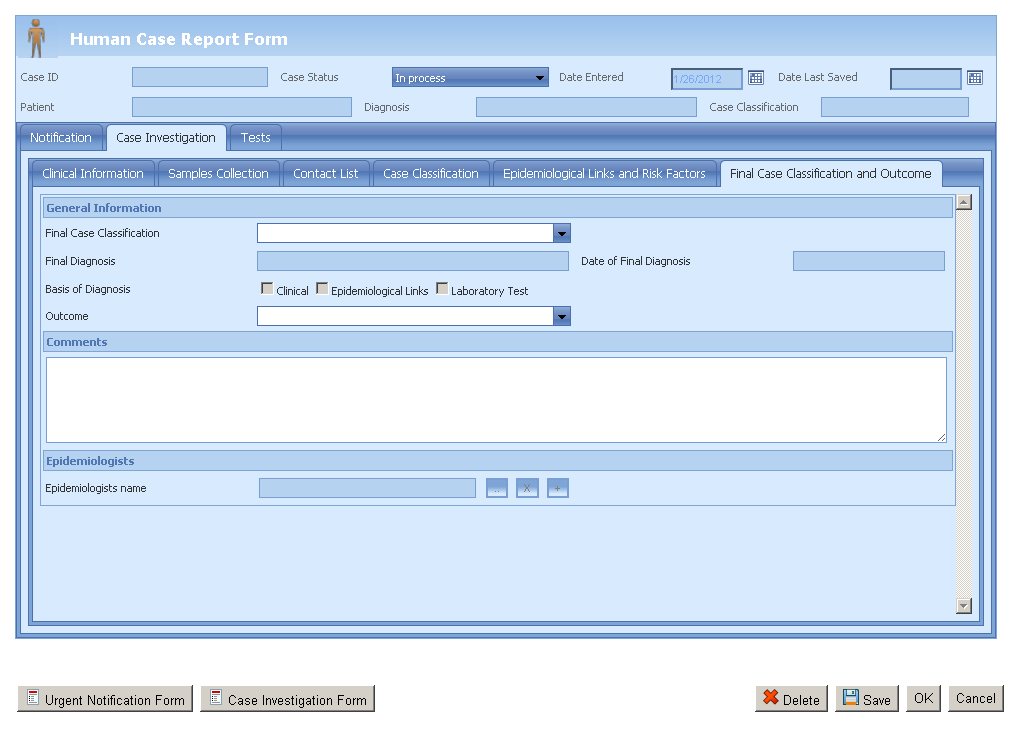 Human Case Report Form
Case ID Case Status In process Date Entered 1/26/2012 Date Last Saved
Patient Diagnosis Case Classification
Notification Case Investigation Tests
Clinical Information Samples Collection Contact List Case Classification Epidemiological Links and Risk Factors Final Case Classification and Outcome
General Information
Final Case Classification
Final Diagnosis Date of Final Diagnosis
Basis of Diagnosis Clinical Epidemiological Links Laboratory Test
Outcome
Comments
Epidemiologists
Epidemiologists name ... X +
Urgent Notification Form Case Investigation Form Delete Save OK Cancel